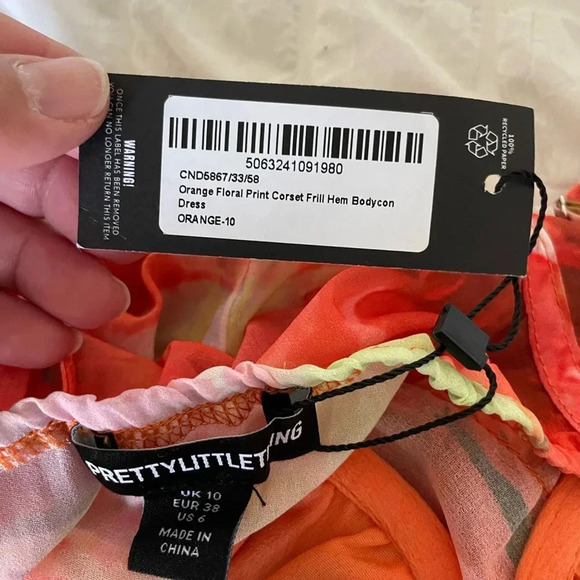 WARNING!
ONCE THIS LABEL HAS BEEN REMOVED
YOU CAN NO LONGER RETURN THIS ITEM
5063241091980
CND5867/33/58
Orange Floral Print Corset Frill Hem Bodycon
Dress
ORANGE-10
100%
RECYCLED PAPER
PRETTYLITTLET ING
UK 10
EUR 38
US 6
MADE IN
CHINA